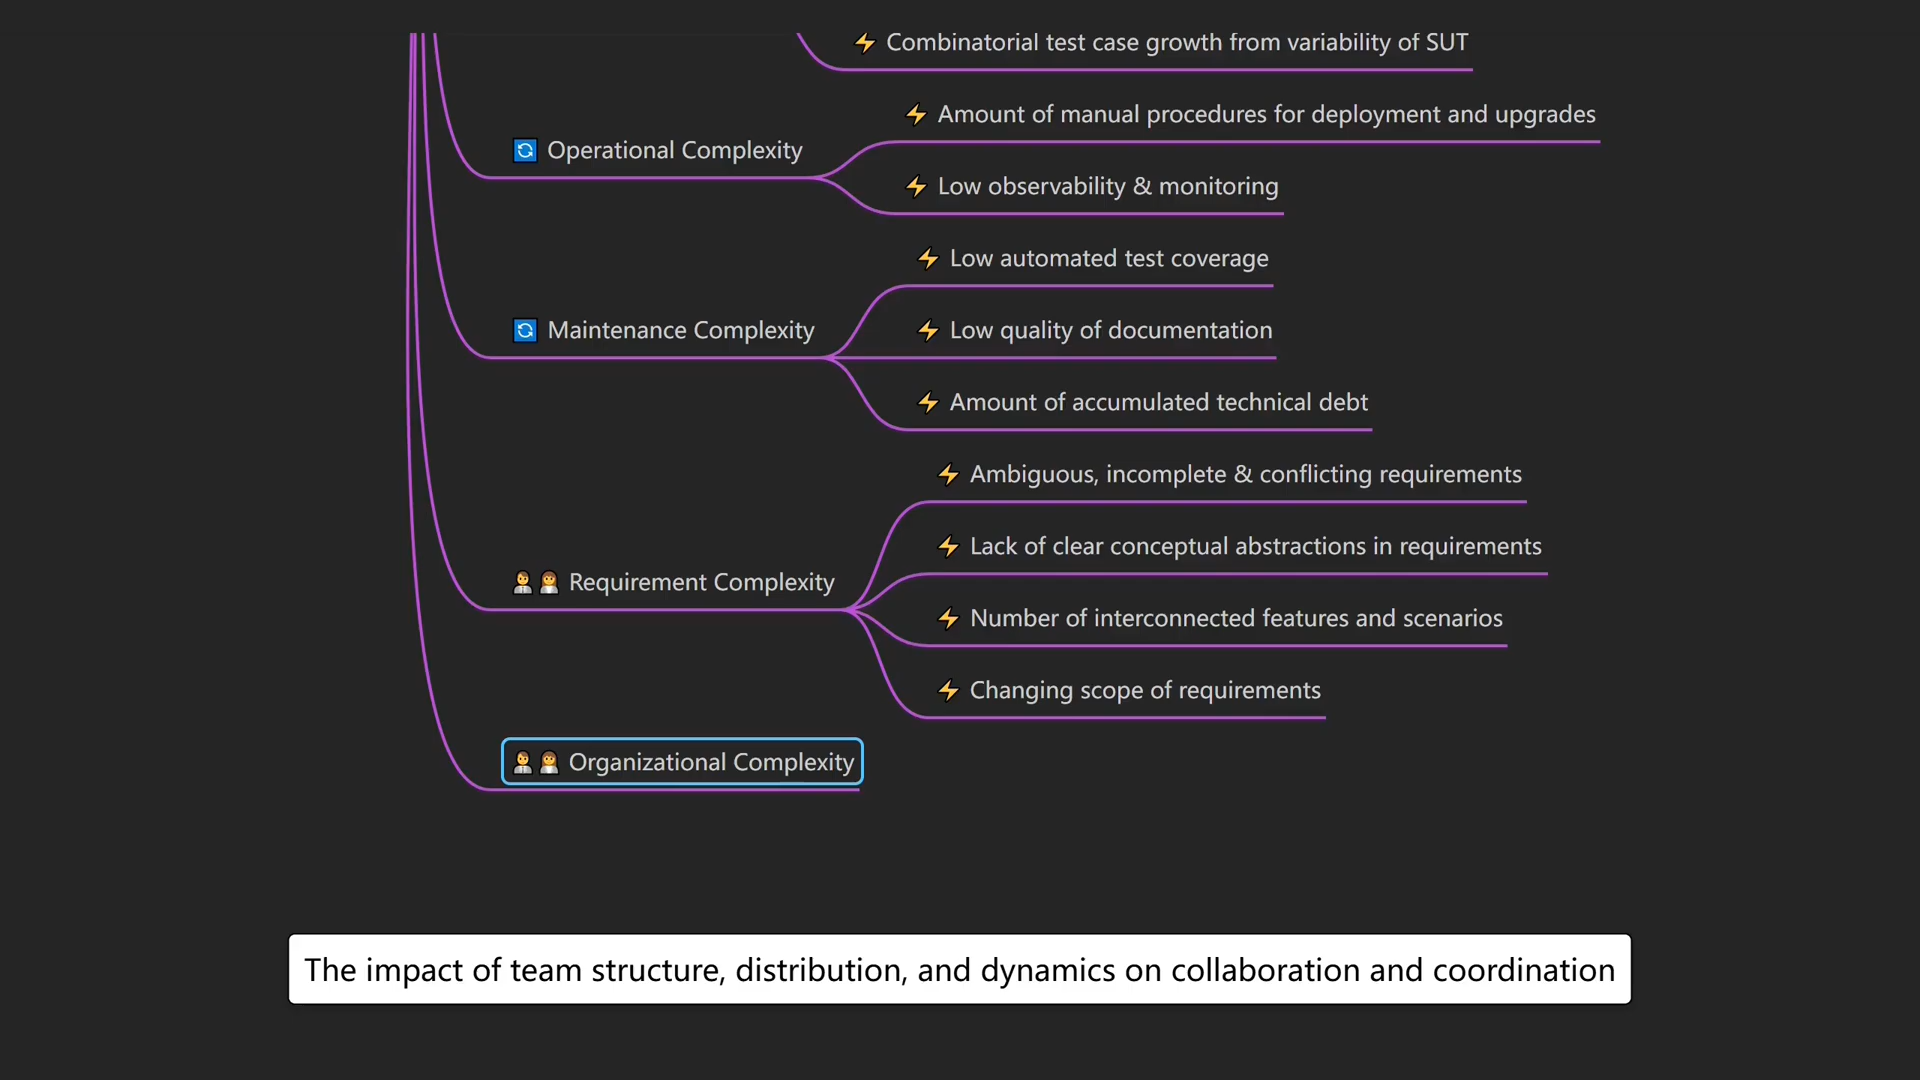 ⚡ Combinatorial test case growth from variability of SUT
⚡ Amount of manual procedures for deployment and upgrades
🔄 Operational Complexity
⚡ Low observability & monitoring
⚡ Low automated test coverage
🔄 Maintenance Complexity
⚡ Low quality of documentation
⚡ Amount of accumulated technical debt
⚡ Ambiguous, incomplete & conflicting requirements
⚡ Lack of clear conceptual abstractions in requirements
👨‍💼👩‍💼 Requirement Complexity
⚡ Number of interconnected features and scenarios
⚡ Changing scope of requirements
👨‍💼👩‍💼 Organizational Complexity
The impact of team structure, distribution, and dynamics on collaboration and coordination